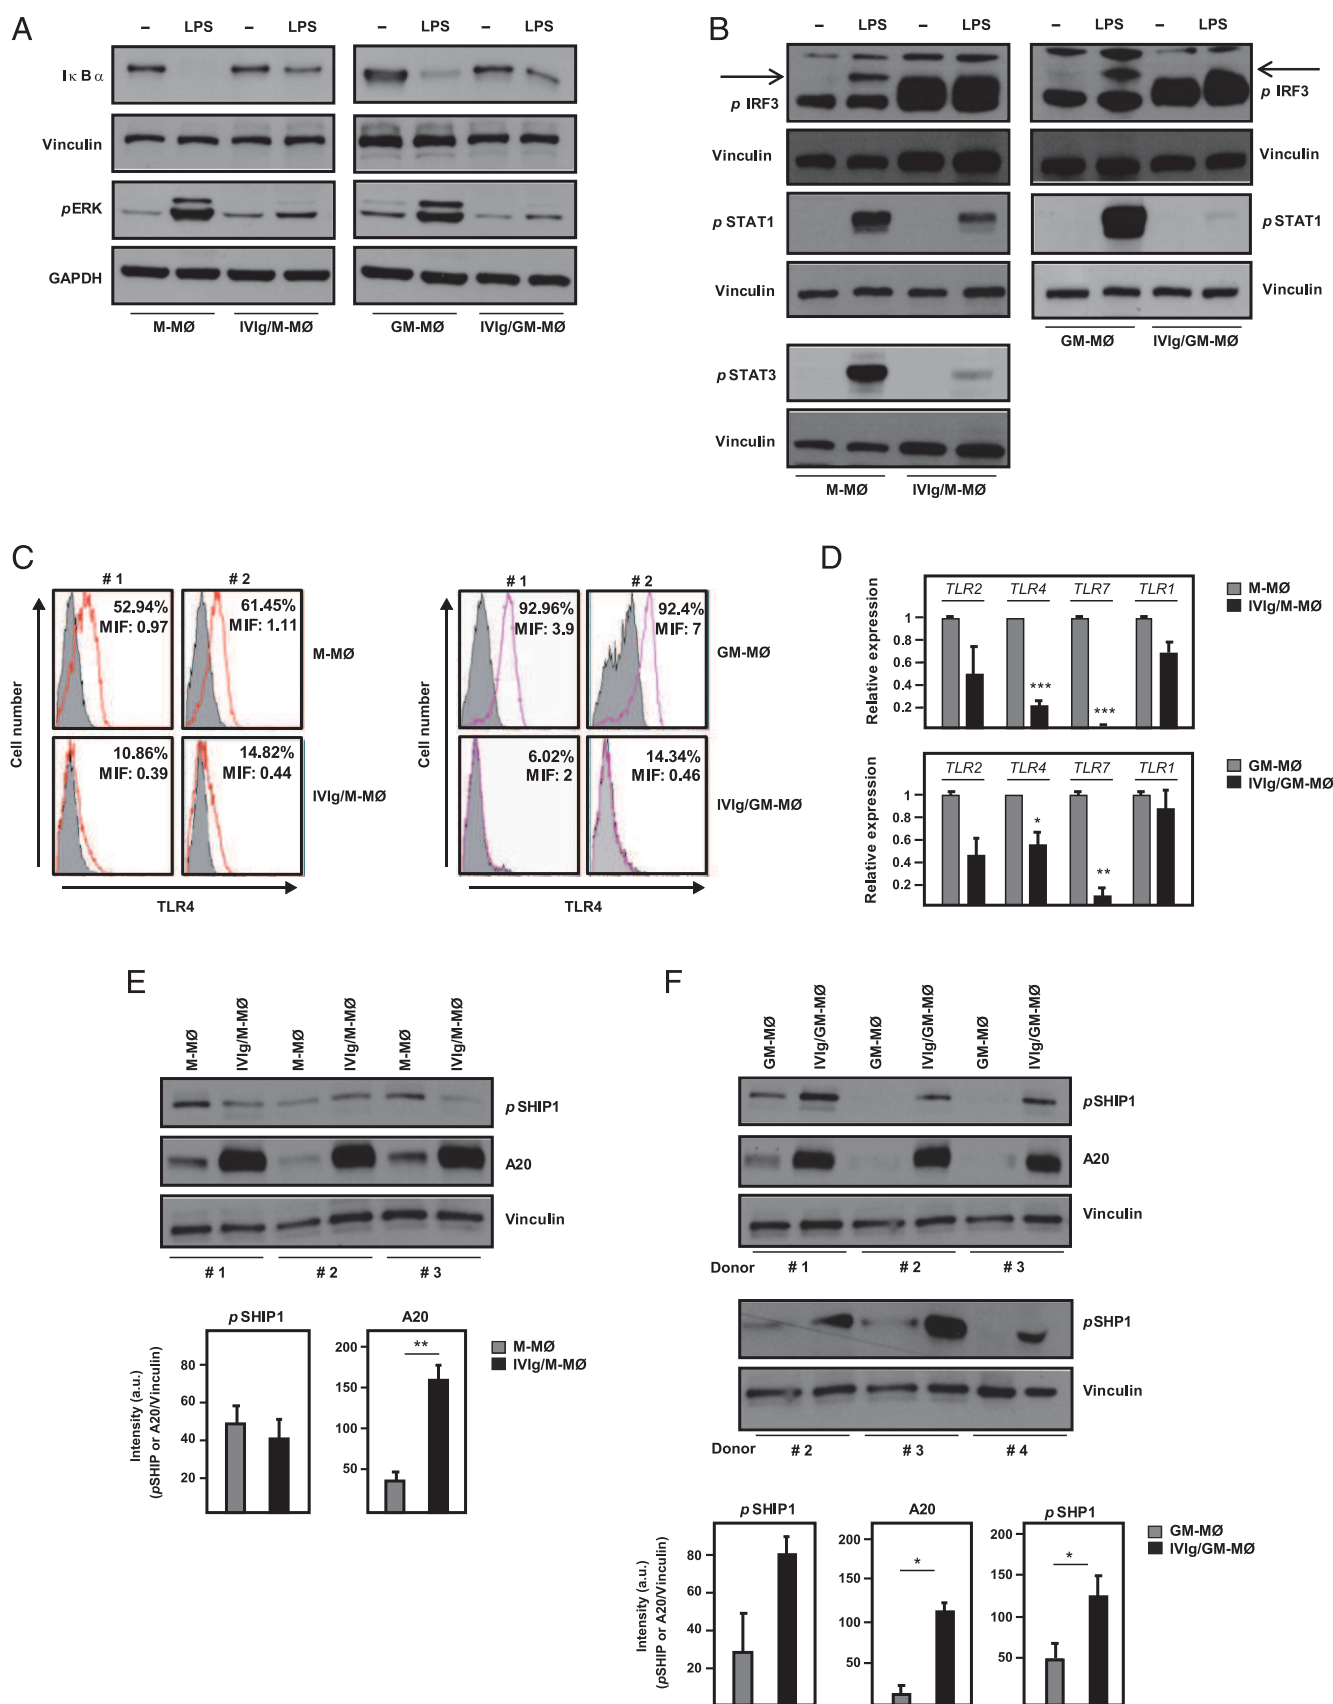 A
– LPS – LPS
– LPS – LPS
IκBα
Vinculin
pERK
GAPDH
M-MØ IVIg/M-MØ
GM-MØ IVIg/GM-MØ
B
– LPS – LPS
– LPS – LPS
p IRF3
p IRF3
Vinculin
Vinculin
p STAT1
p STAT1
Vinculin
Vinculin
GM-MØ IVIg/GM-MØ
p STAT3
Vinculin
M-MØ IVIg/M-MØ
C
# 1 # 2
Cell number
52.94%
MIF: 0.97
61.45%
MIF: 1.11
M-MØ
10.86%
MIF: 0.39
14.82%
MIF: 0.44
IVIg/M-MØ
TLR4
# 1 # 2
Cell number
92.96%
MIF: 3.9
92.4%
MIF: 7
GM-MØ
6.02%
MIF: 2
14.34%
MIF: 0.46
IVIg/GM-MØ
TLR4
D
Relative expression
1
0.8
0.6
0.4
0.2
TLR2 TLR4 TLR7 TLR1
***
***
M-MØ
IVIg/M-MØ
Relative expression
1
0.8
0.6
0.4
0.2
TLR2 TLR4 TLR7 TLR1
*
**
GM-MØ
IVIg/GM-MØ
E
M-MØ IVIg/M-MØ M-MØ IVIg/M-MØ M-MØ IVIg/M-MØ
p SHIP1
A20
Vinculin
# 1 # 2 # 3
Intensity (a.u.)
(pSHIP or A20/Vinculin)
p SHIP1
80
60
40
20
A20
200
150
100
50
**
M-MØ
IVIg/M-MØ
F
GM-MØ IVIg/GM-MØ GM-MØ IVIg/GM-MØ GM-MØ IVIg/GM-MØ
pSHIP1
A20
Vinculin
Donor # 1 # 2 # 3
pSHP1
Vinculin
Donor # 2 # 3 # 4
Intensity (a.u.)
(pSHIP or A20/Vinculin)
p SHIP1
80
60
40
20
A20
200
150
100
50
*
p SHP1
200
150
100
50
*
GM-MØ
IVIg/GM-MØ